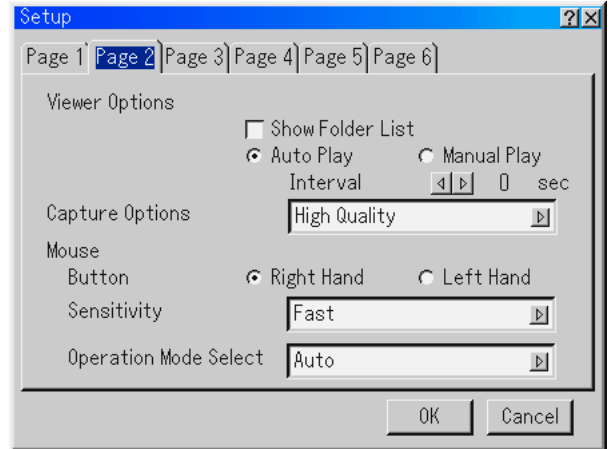 Setup
Page 1 Page 2 Page 3 Page 4 Page 5 Page 6
Viewer Options
Show Folder List
Auto Play Manual Play
Interval 0 sec
Capture Options High Quality
Mouse
Button Right Hand Left Hand
Sensitivity Fast
Operation Mode Select Auto
OK Cancel